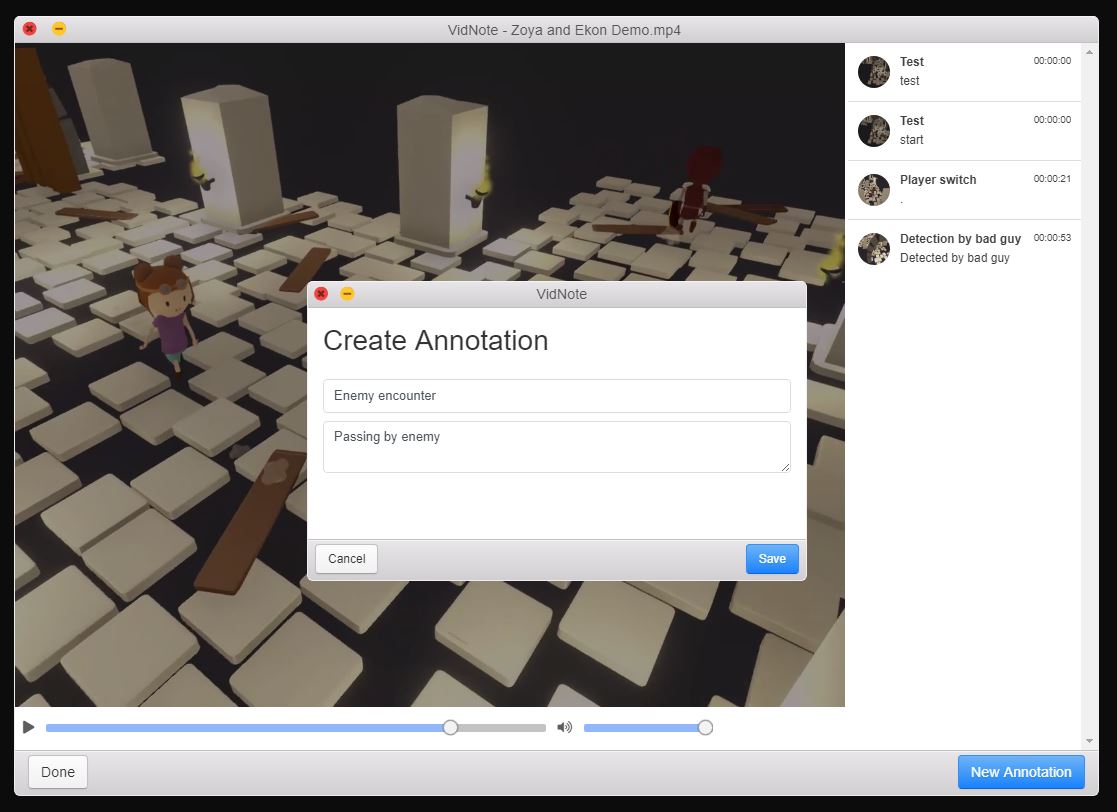 VidNote - Zoya and Ekon Demo.mp4
Test 00:00:00
test
Test 00:00:00
start
Player switch 00:00:21
.
Detection by bad guy 00:00:53
Detected by bad guy
VidNote
Create Annotation
Enemy encounter
Passing by enemy
Cancel Save
Done New Annotation